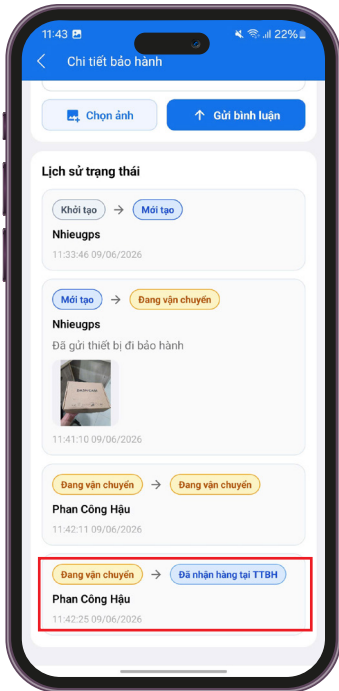 11:43 22%
Chi tiết bảo hành
Chọn ảnh
Gửi bình luận
Lịch sử trạng thái
Khởi tạo → Mới tạo
Nhieugps
11:33:46 09/06/2026
Mới tạo → Đang vận chuyển
Nhieugps
Đã gửi thiết bị đi bảo hành
11:41:10 09/06/2026
Đang vận chuyển → Đang vận chuyển
Phan Công Hậu
11:42:11 09/06/2026
Đang vận chuyển → Đã nhận hàng tại TTBH
Phan Công Hậu
11:42:25 09/06/2026